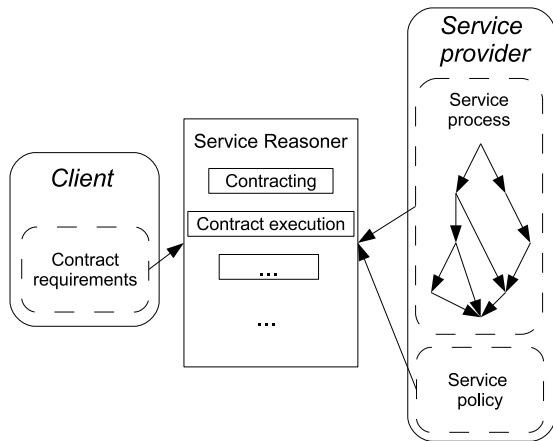 Client
Contract
requirements
Service Reasoner
Contracting
Contract execution
...
...
Service
provider
Service
process
Service
policy